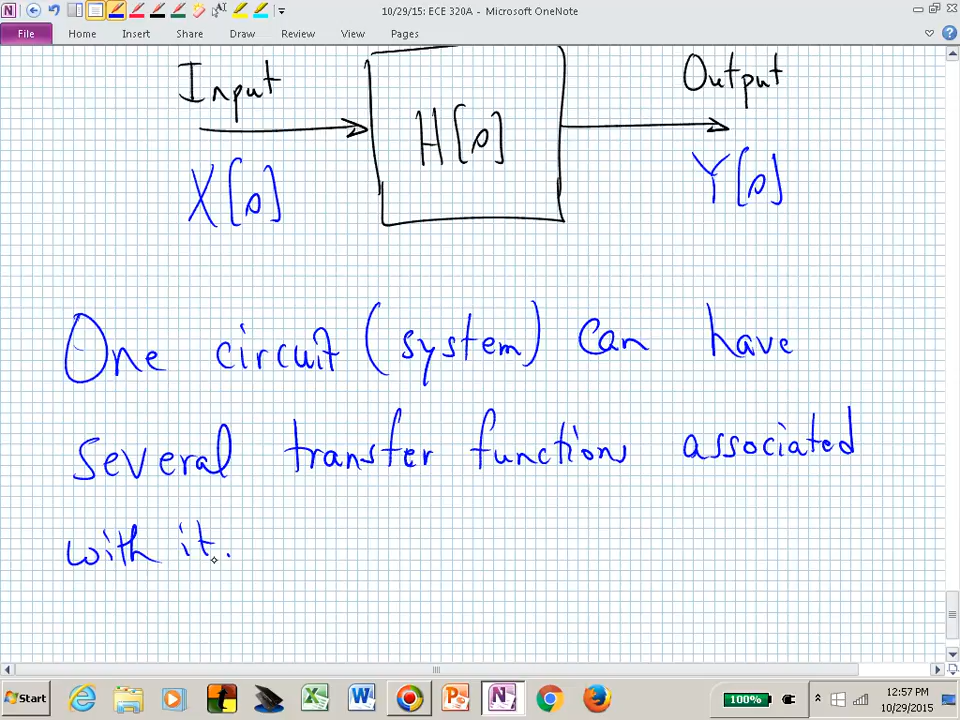 10/29/15: ECE 320A - Microsoft OneNote
File Home Insert Share Draw Review View Pages
Input Output
H[s]
X[s] Y[s]
One circuit (system) can have
several transfer functions associated
with it.
Start 100% 12:57 PM
10/29/2015